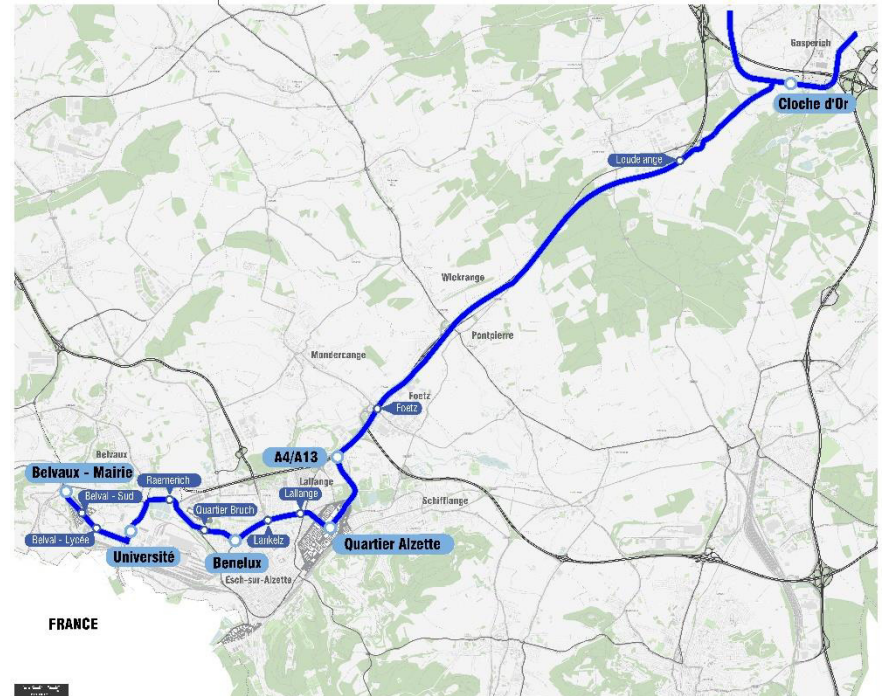 Gasperich
Cloche d'Or
Leudelange
Wickrange
Pontpierre
Mondercange
Foetz
Foetz
A4/A13
Belvaux
Belvaux - Mairie
Raemerich
Lallange
Lallange
Schifflange
Belval - Sud
Quartier Bruch
Belval - Lycée
Université
Benelux
Lankelz
Quartier Alzette
Esch-sur-Alzette
FRANCE